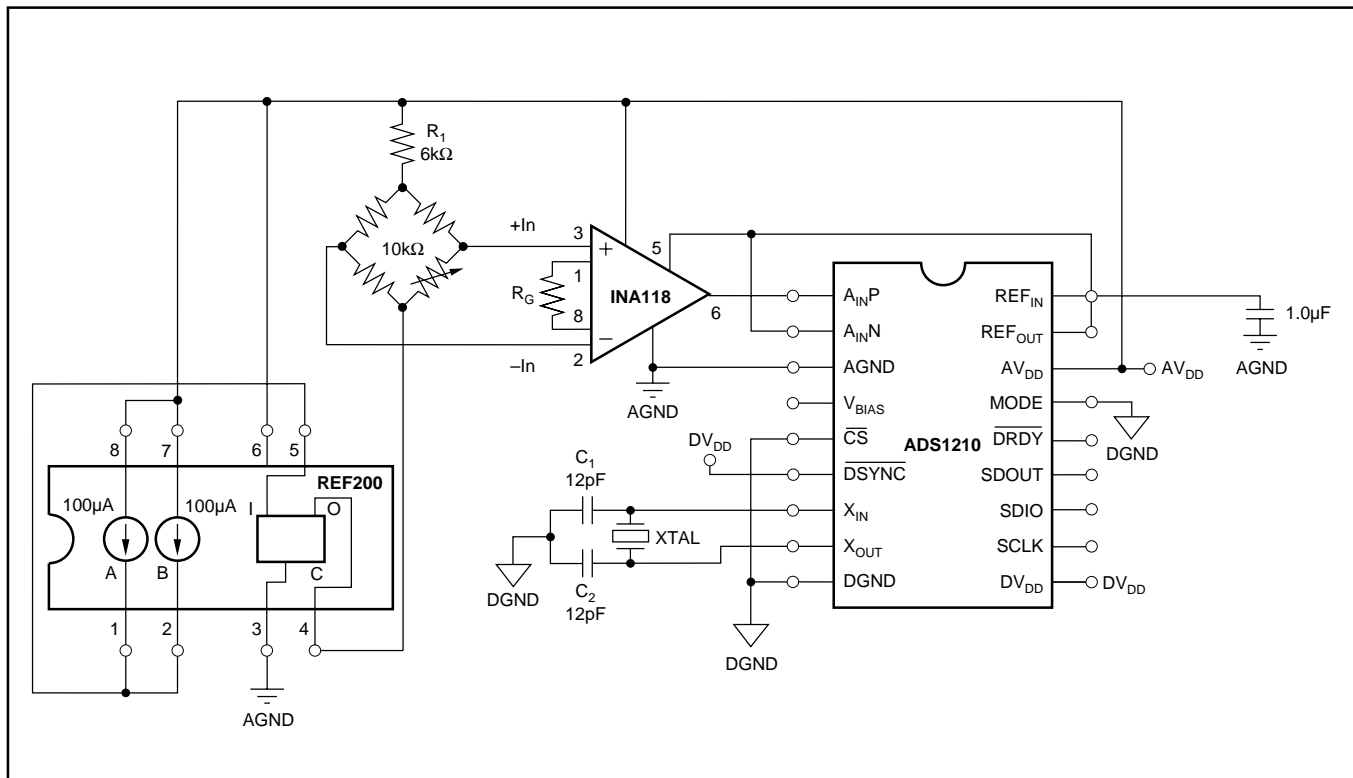 R1
6kΩ
+In
10kΩ
3
5
+
1
RG
INA118
6
8
–
2
–In
AGND
AINP
REFIN
1.0µF
AINN
REFOUT
AGND
AGND
AVDD
AVDD
VBIAS
MODE
DGND
CS
ADS1210
DRDY
DVDD
DSYNC
SDOUT
C1
12pF
XIN
SDIO
XTAL
XOUT
SCLK
DGND
C2
12pF
DGND
DVDD
DVDD
DGND
8
7
6
5
REF200
100µA
100µA
I
O
A
B
C
1
2
3
4
AGND